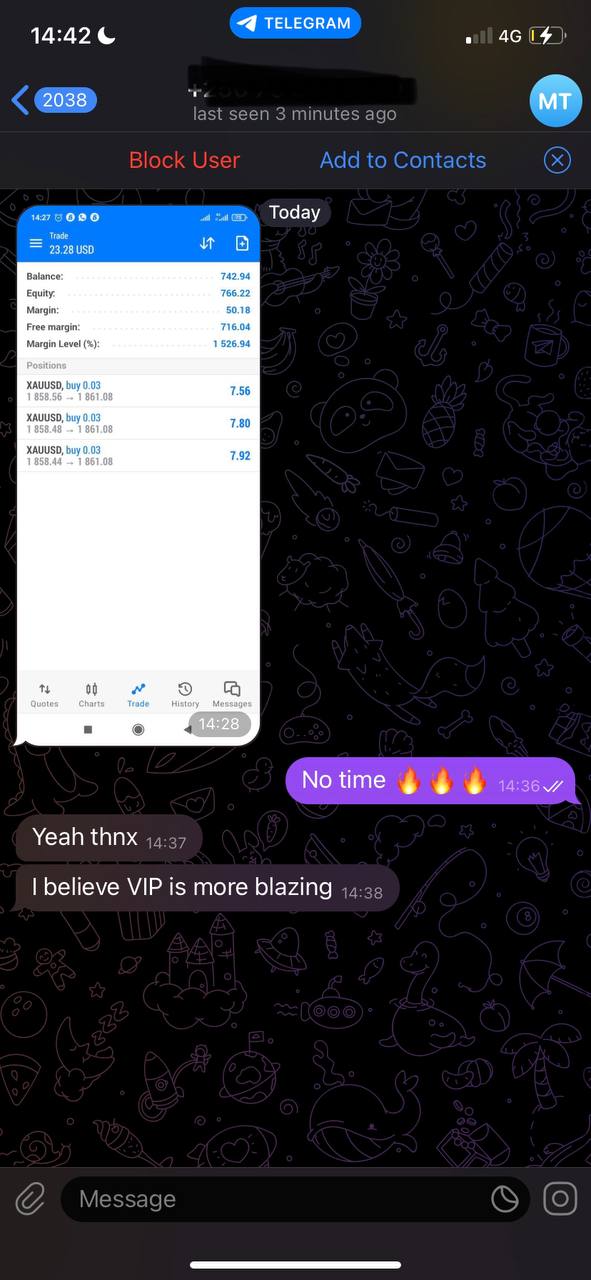 14:42
TELEGRAM
4G
2038
last seen 3 minutes ago
MT
Block User
Add to Contacts
Today
14:27
Trade
23.28 USD
Balance: 742.94
Equity: 766.22
Margin: 50.18
Free margin: 716.04
Margin Level (%): 1 526.94
Positions
XAUUSD, buy 0.03
1 858.56 → 1 861.08
7.56
XAUUSD, buy 0.03
1 858.48 → 1 861.08
7.80
XAUUSD, buy 0.03
1 858.44 → 1 861.08
7.92
Quotes
Charts
Trade
History
Messages
14:28
No time 🔥🔥🔥 14:36
Yeah thnx 14:37
I believe VIP is more blazing 14:38
Message